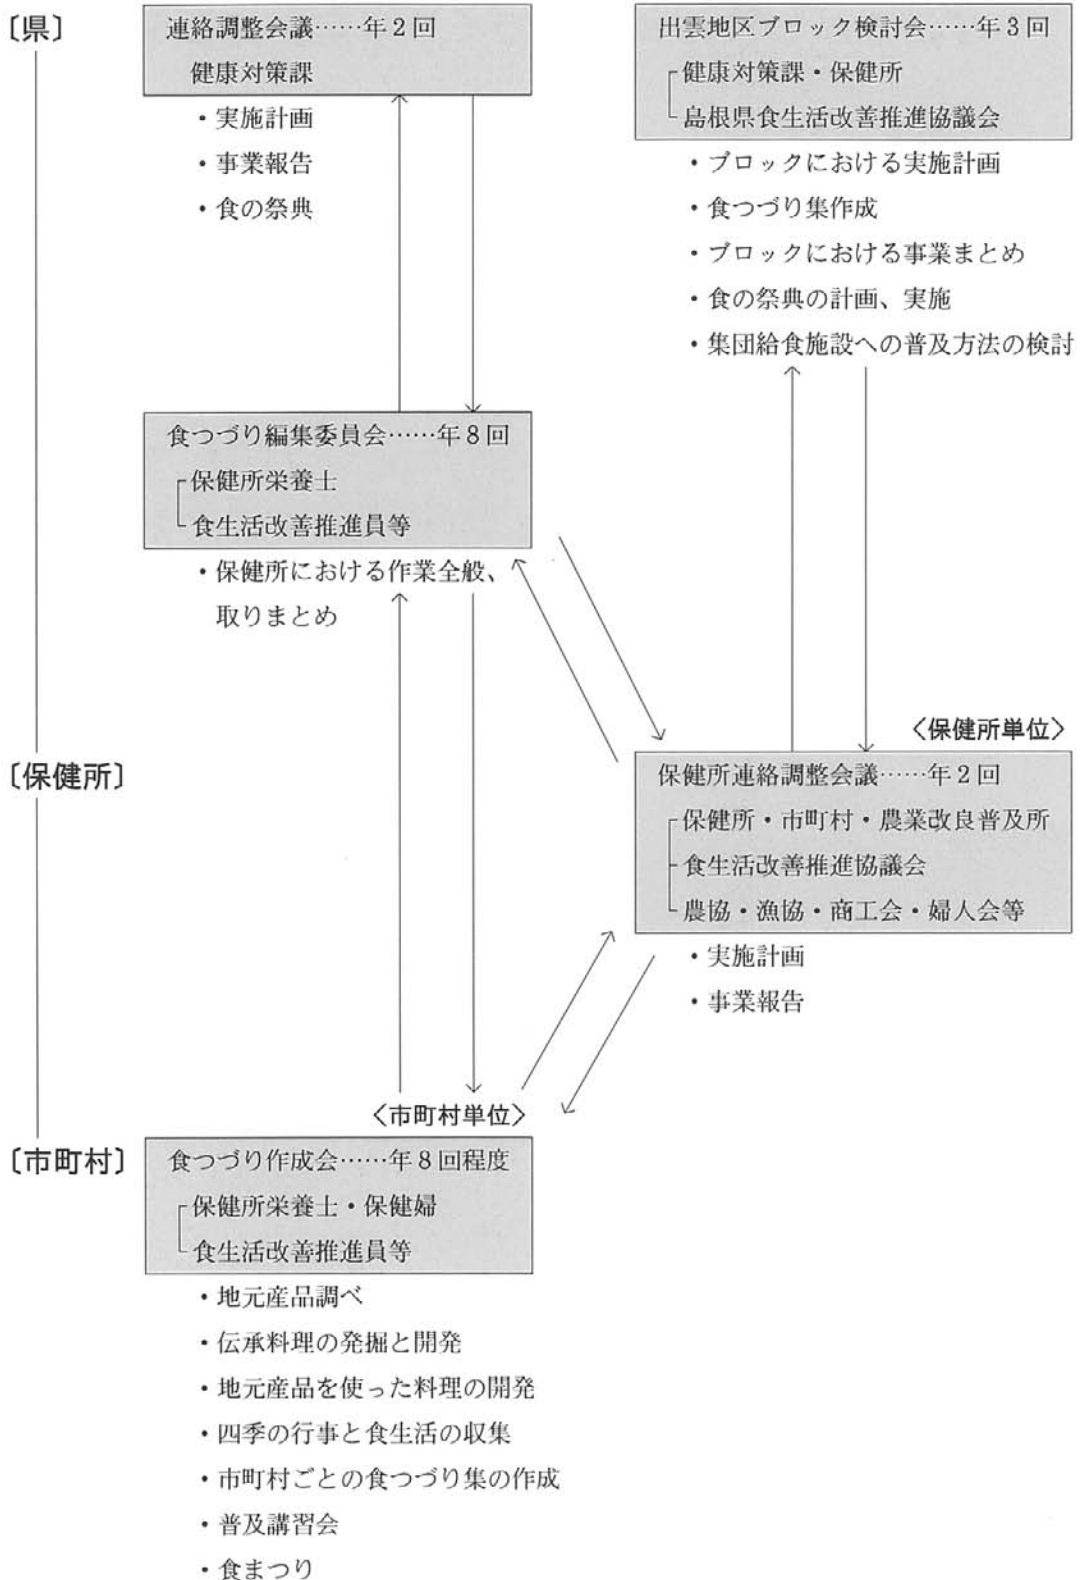 〔県〕
連絡調整会議……年2回
健康対策課
・実施計画
・事業報告
・食の祭典
出雲地区ブロック検討会……年3回
健康対策課・保健所
島根県食生活改善推進協議会
・ブロックにおける実施計画
・食つづり集作成
・ブロックにおける事業まとめ
・食の祭典の計画、実施
・集団給食施設への普及方法の検討
食つづり編集委員会……年8回
保健所栄養士
食生活改善推進員等
・保健所における作業全般、
取りまとめ
〔保健所〕
〈保健所単位〉
保健所連絡調整会議……年2回
保健所・市町村・農業改良普及所
食生活改善推進協議会
農協・漁協・商工会・婦人会等
・実施計画
・事業報告
〈市町村単位〉
〔市町村〕
食つづり作成会……年8回程度
保健所栄養士・保健婦
食生活改善推進員等
・地元産品調べ
・伝承料理の発掘と開発
・地元産品を使った料理の開発
・四季の行事と食生活の収集
・市町村ごとの食つづり集の作成
・普及講習会
・食まつり